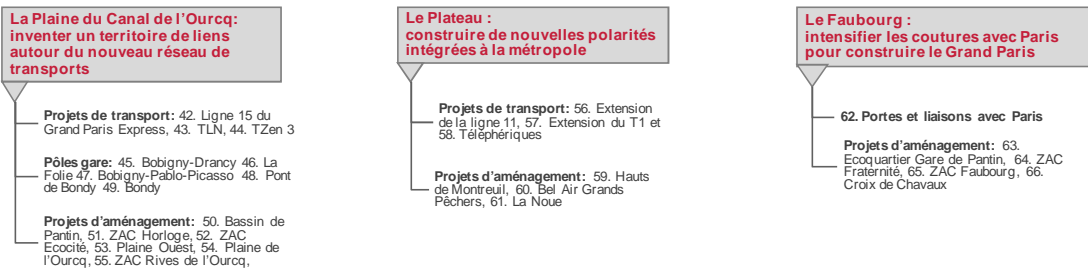 La Plaine du Canal de l'Ourcq:
inventer un territoire de liens
autour du nouveau réseau de
transports
Projets de transport: 42. Ligne 15 du
Grand Paris Express, 43. TLN, 44. TZen 3
Pôles gare: 45. Bobigny-Drancy 46. La
Folie 47. Bobigny-Pablo-Picasso 48. Pont
de Bondy 49. Bondy
Projets d'aménagement: 50. Bassin de
Pantin, 51. ZAC Horloge, 52. ZAC
Ecocité, 53. Plaine Ouest, 54. Plaine de
l'Ourcq, 55. ZAC Rives de l'Ourcq,
Le Plateau :
construire de nouvelles polarités
intégrées à la métropole
Projets de transport: 56. Extension
de la ligne 11, 57. Extension du T1 et
58. Téléphériques
Projets d'aménagement: 59. Hauts
de Montreuil, 60. Bel Air Grands
Pêchers, 61. La Noue
Le Faubourg :
intensifier les coutures avec Paris
pour construire le Grand Paris
62. Portes et liaisons avec Paris
Projets d'aménagement: 63.
Ecoquartier Gare de Pantin, 64. ZAC
Fraternité, 65. ZAC Faubourg, 66.
Croix de Chavaux